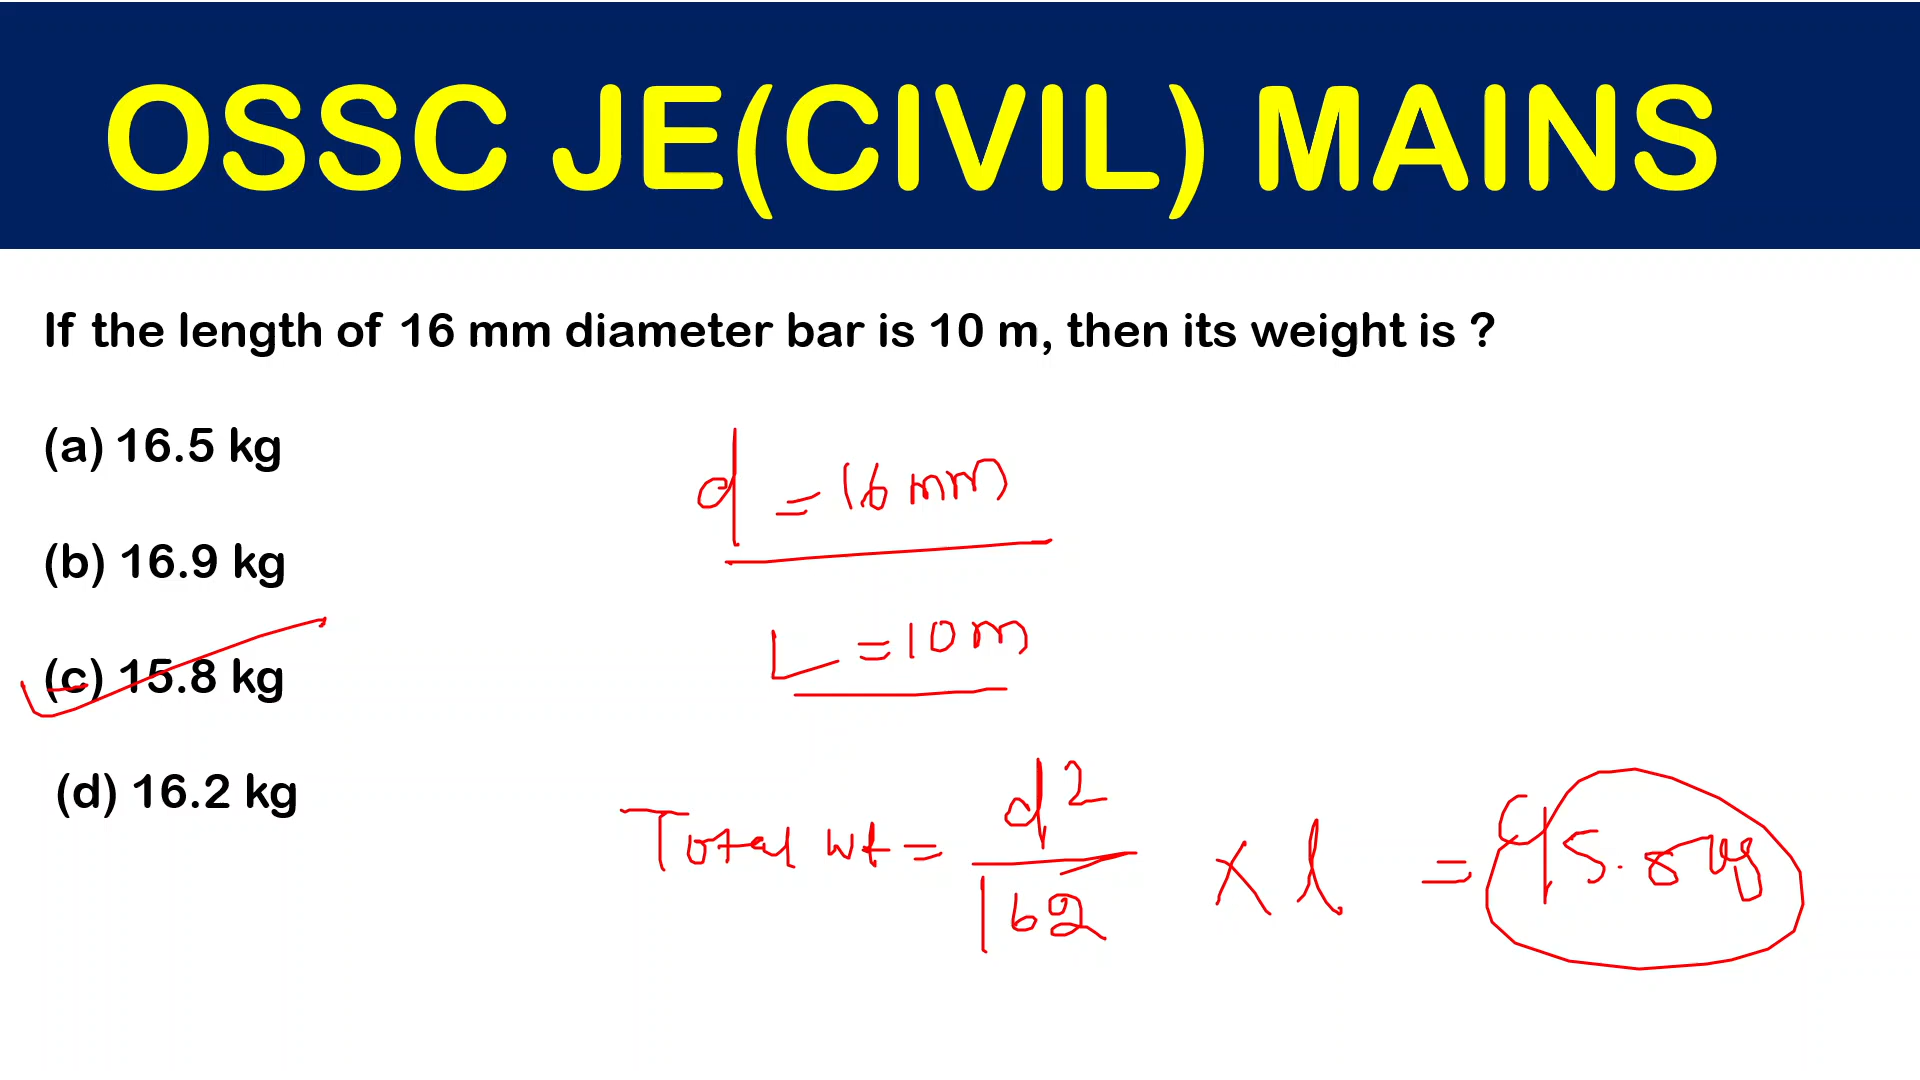 OSSC JE(CIVIL) MAINS
If the length of 16 mm diameter bar is 10 m, then its weight is ?
(a) 16.5 kg
(b) 16.9 kg
(c) 15.8 kg
(d) 16.2 kg
d = 16 mm
L = 10 m
Total wt = d²/162 × l = 15.8 kg